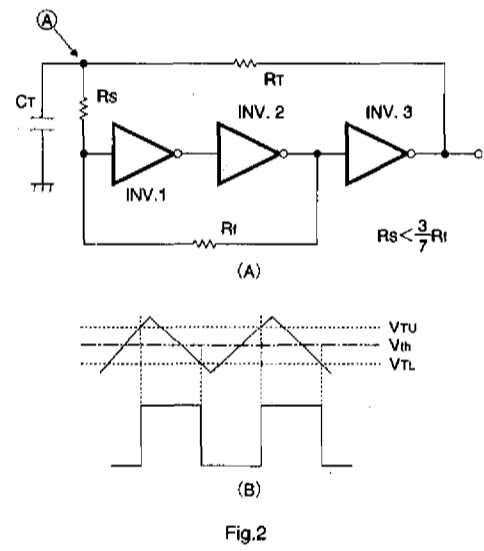 A
RT
CT
RS
INV. 2
INV. 3
INV.1
Rf
RS<3/7Rf
(A)
VTU
Vth
VTL
(B)
Fig.2